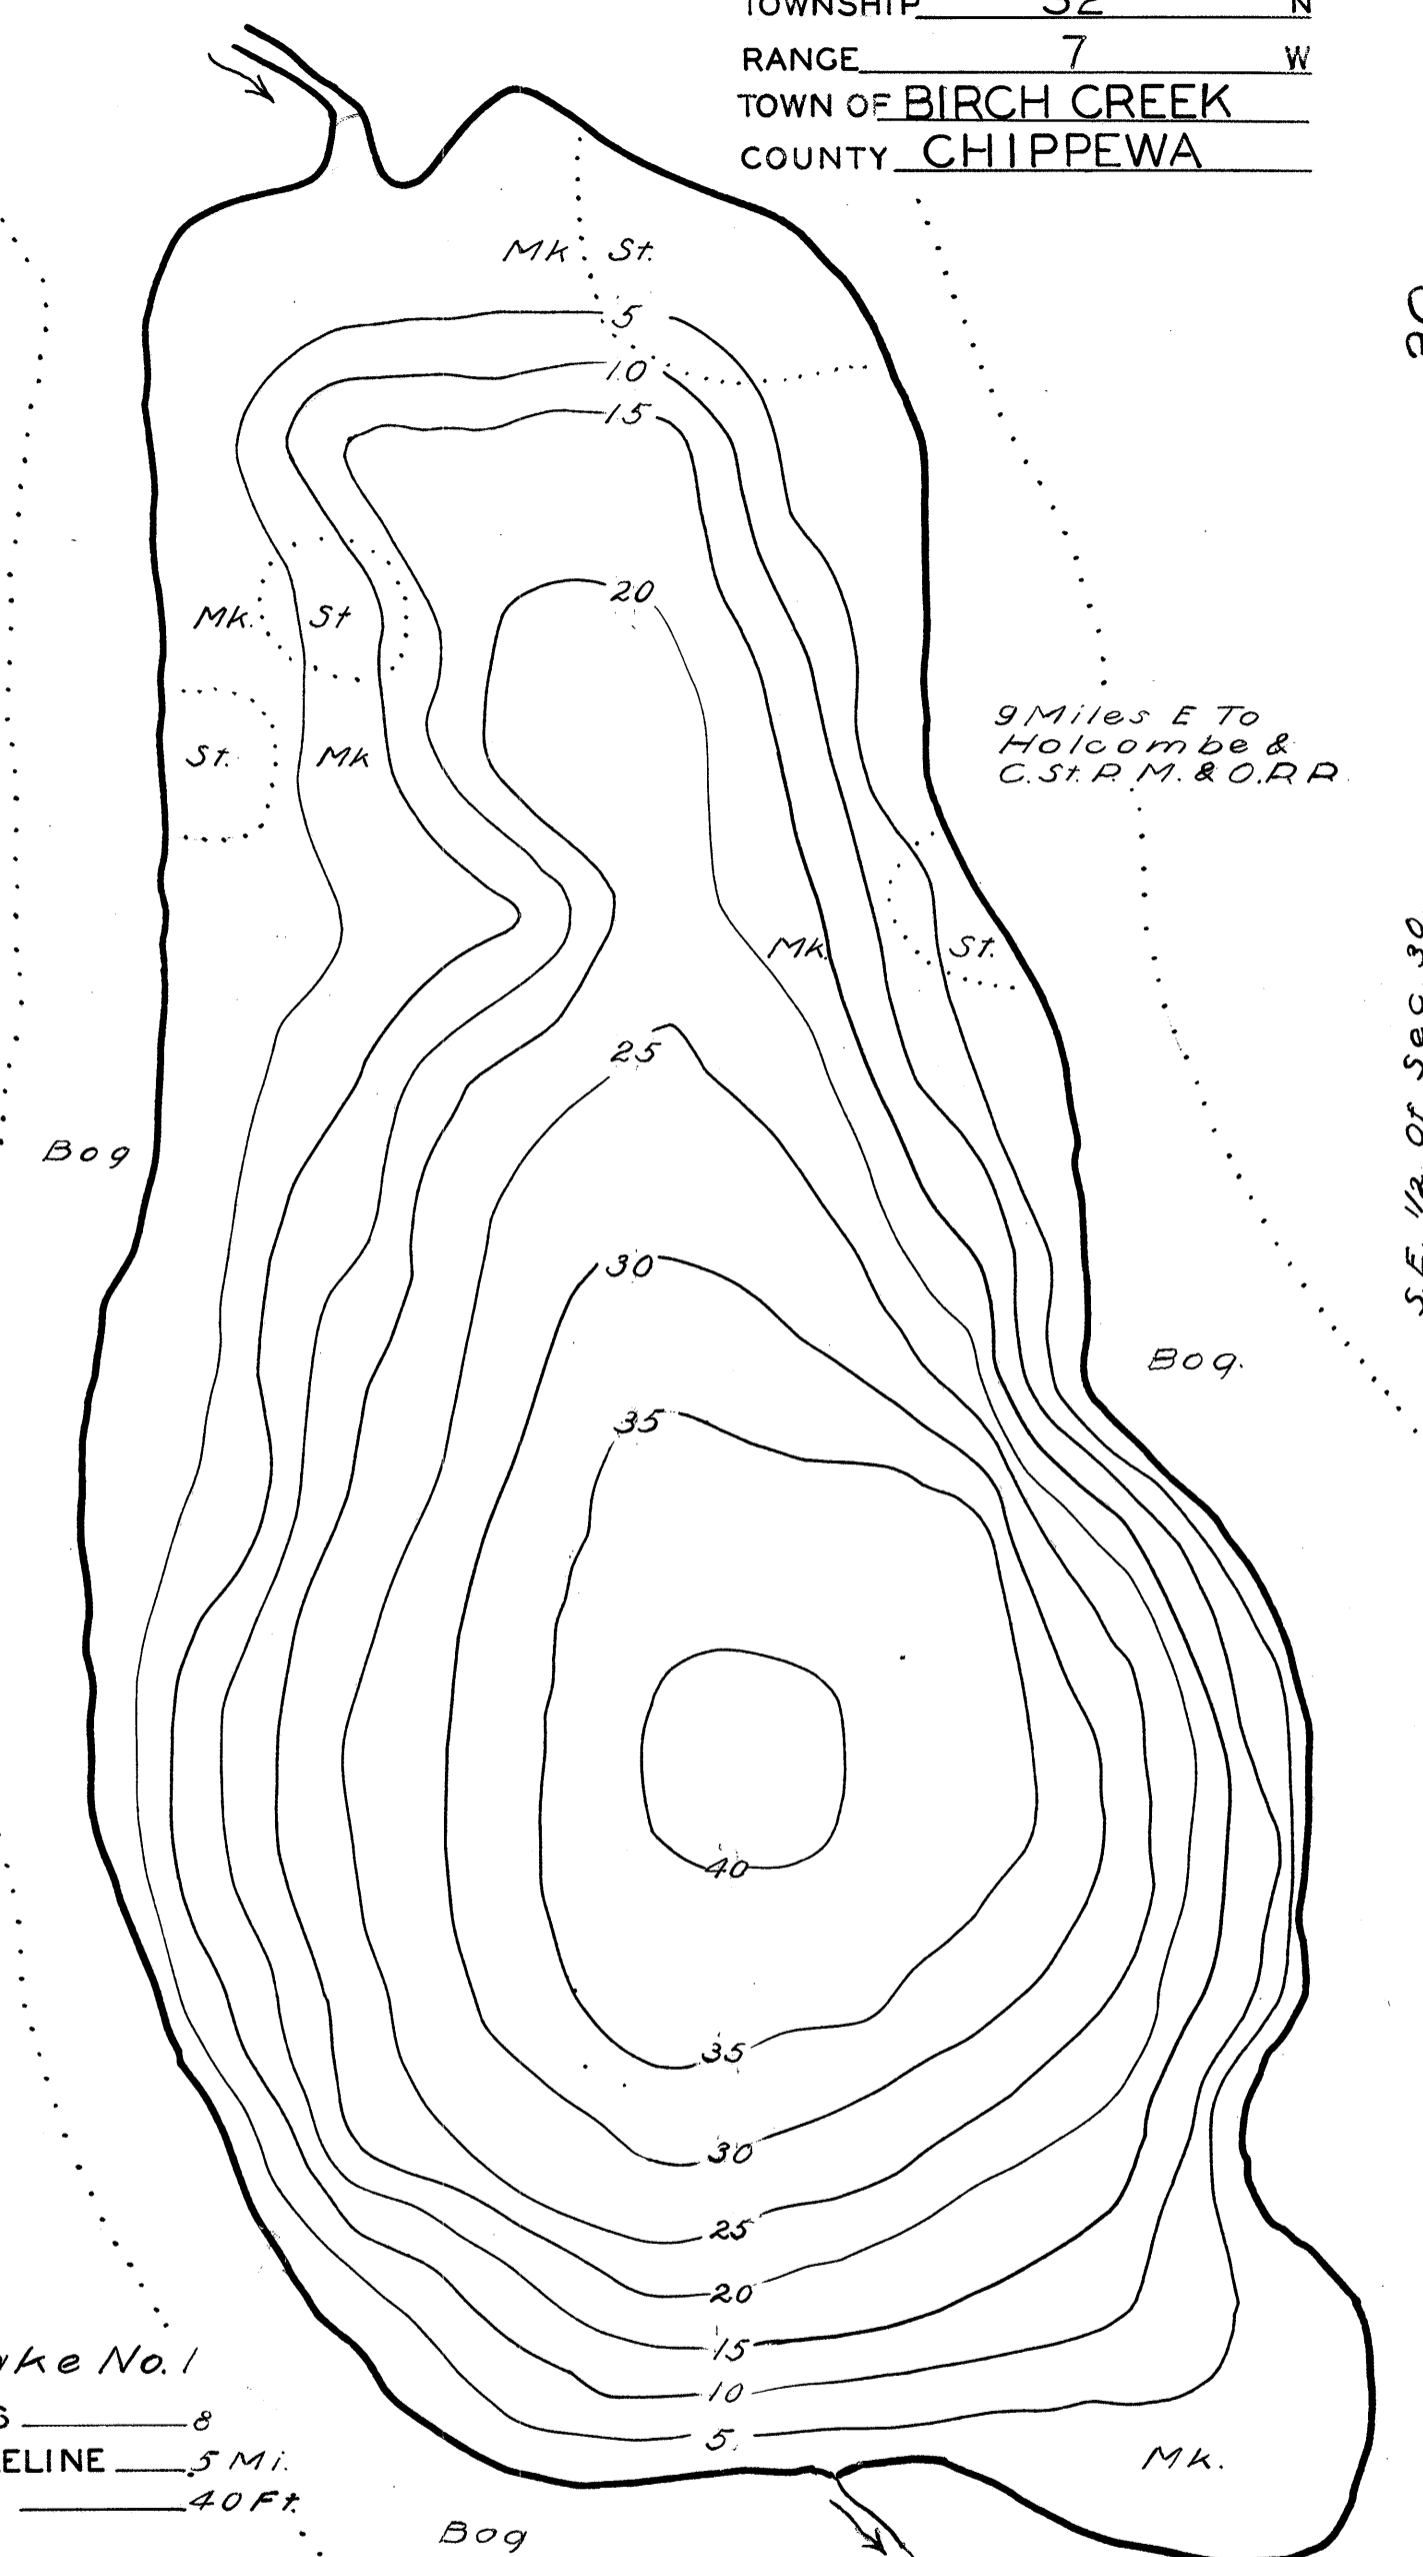 TOWNSHIP 32 N
RANGE 7 W
TOWN OF BIRCH CREEK
COUNTY CHIPPEWA
Mk. St.
5
10
15
20
Mk. St
St. Mk
9 Miles E To
Holcombe &
C. St. P. M. & O. R R.
Mk. St.
25
Bog
S.E. 1/2 Of Sec 30
30
Bog.
35
40
35
30
25
20
15
10
5
Mk.
ake No. 1
S 8
ELINE .5 Mi.
40 Ft.
Bog